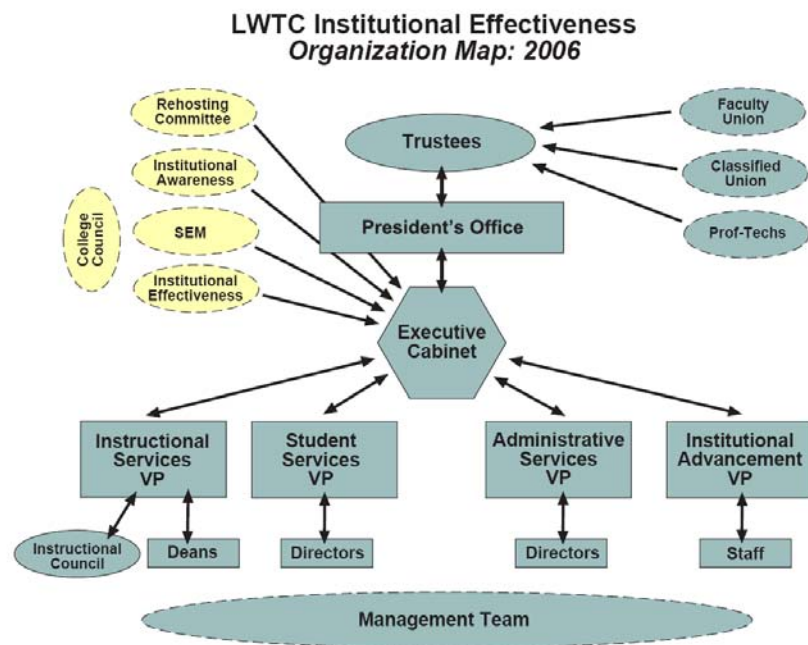 LWTC Institutional Effectiveness
Organization Map: 2006
Rehosting
Committee
Institutional
Awareness
SEM
Institutional
Effectiveness
College
Council
Trustees
Faculty
Union
Classified
Union
Prof-Techs
President's Office
Executive
Cabinet
Instructional
Services
VP
Student
Services
VP
Administrative
Services
VP
Institutional
Advancement
VP
Instructional
Council
Deans
Directors
Directors
Staff
Management Team